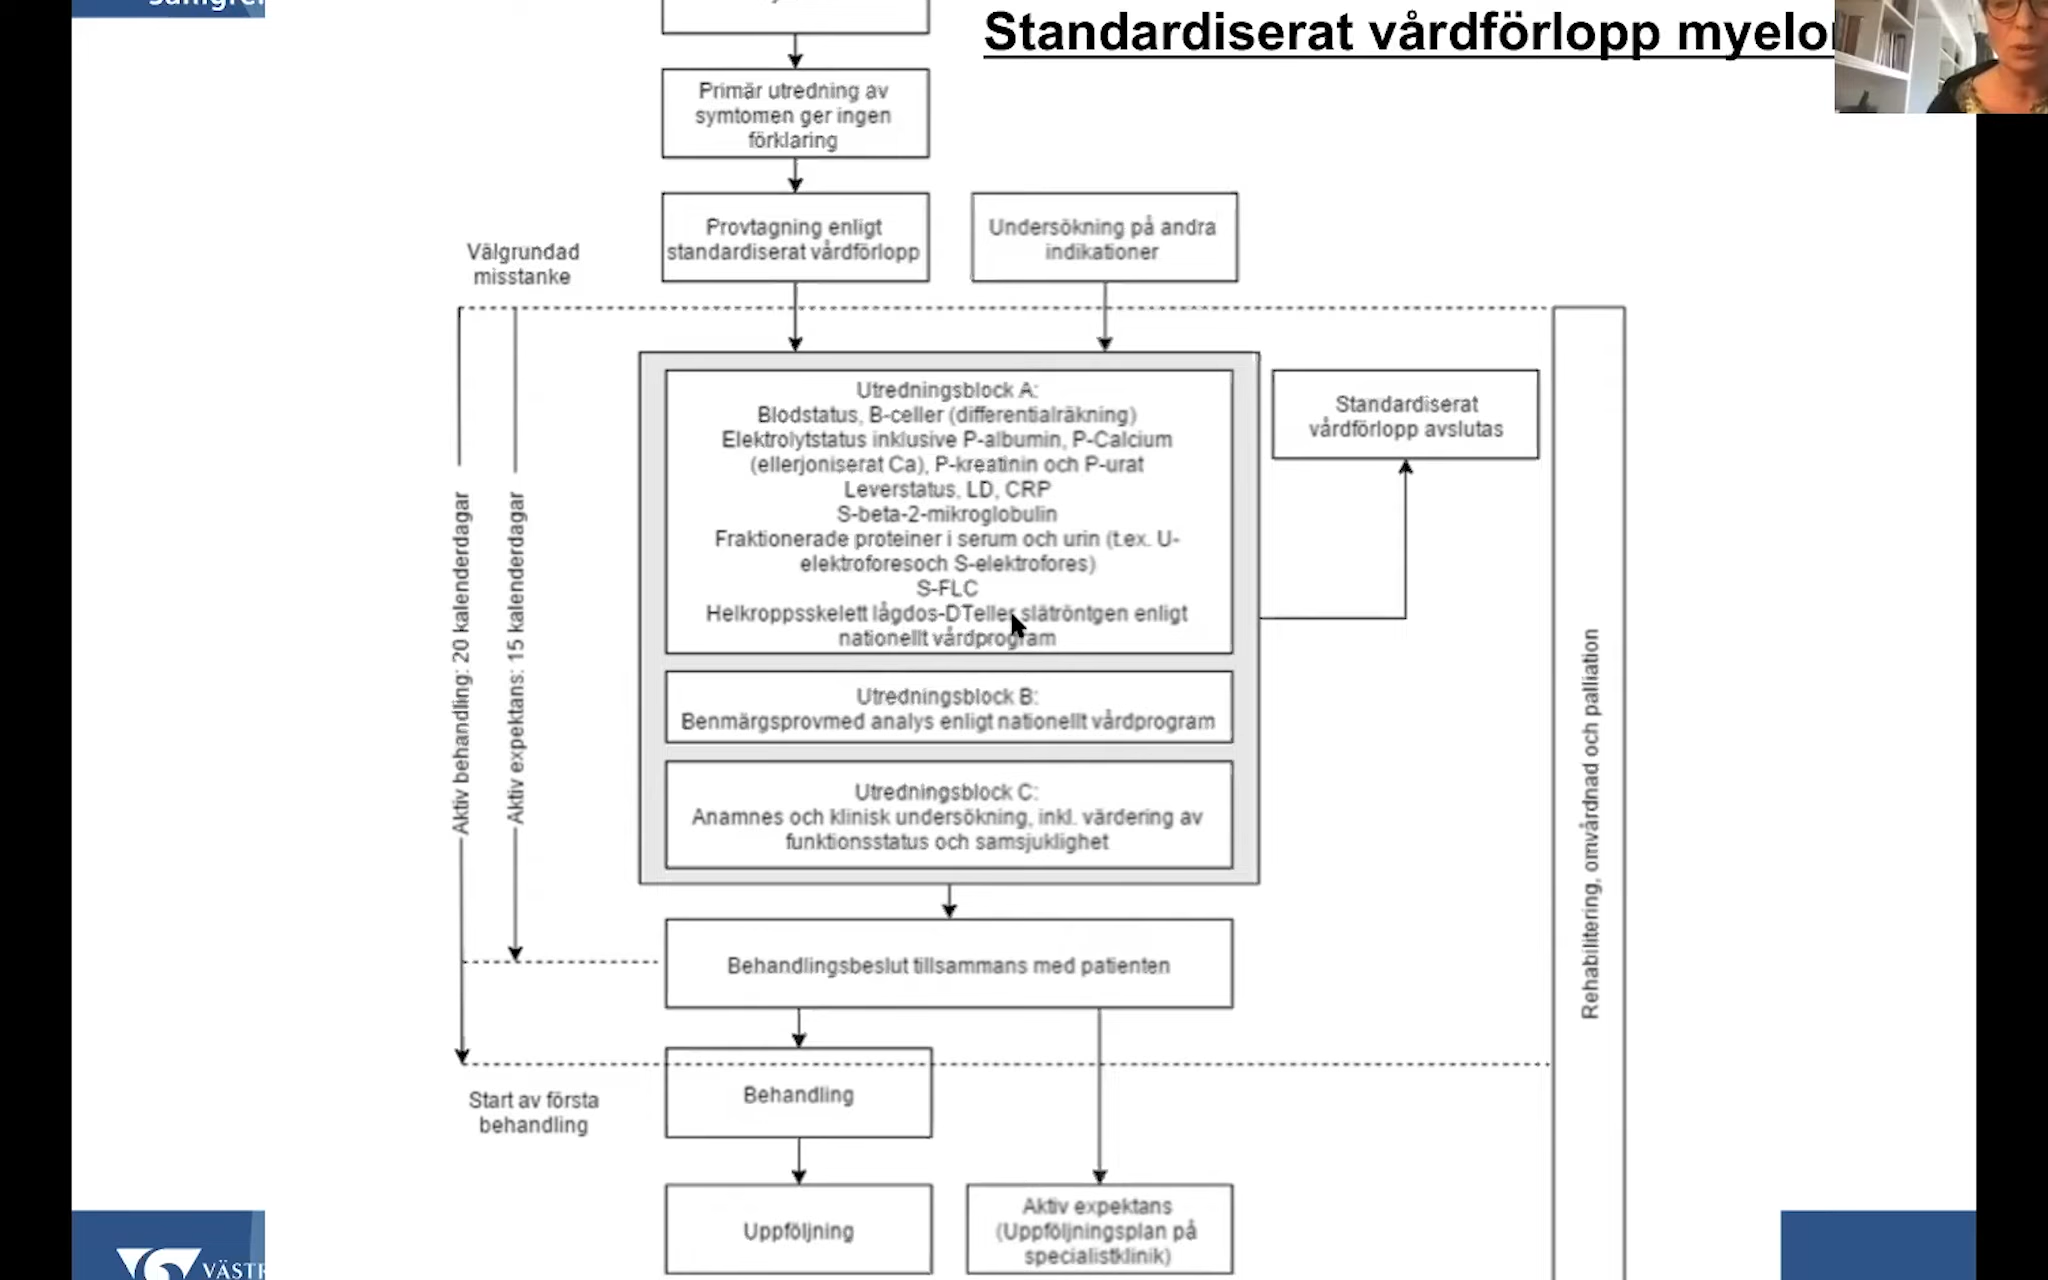 Standardiserat vårdförlopp
Primär utredning av
symtomen ger ingen
förklaring
Provtagning enligt
standardiserat vårdförlopp
Undersökning på andra
indikationer
Välgrundad
misstanke
Utredningsblock A:
Blodstatus, B-celler (differentialräkning)
Elektrolytstatus inklusive P-albumin, P-Calcium
(ellerjoniserat Ca), P-kreatinin och P-urat
Leverstatus, LD, CRP
S-beta-2-mikroglobulin
Fraktionerade proteiner i serum och urin (t.ex. U-
elektroforesoch S-elektrofores)
S-FLC
Helkroppsskelett lågdos-DTeller slätröntgen enligt
nationellt vårdprogram
Standardiserat
vårdförlopp avslutas
Aktiv behandling: 20 kalenderdagar
Aktiv expektans: 15 kalenderdagar
Utredningsblock B:
Benmärgsprovmed analys enligt nationellt vårdprogram
Utredningsblock C:
Anamnes och klinisk undersökning, inkl. värdering av
funktionsstatus och samsjuklighet
Rehabilitering, omvårdnad och palliation
Behandlingsbeslut tillsammans med patienten
Start av första
behandling
Behandling
Uppföljning
Aktiv expektans
(Uppföljningsplan på
specialistklinik)